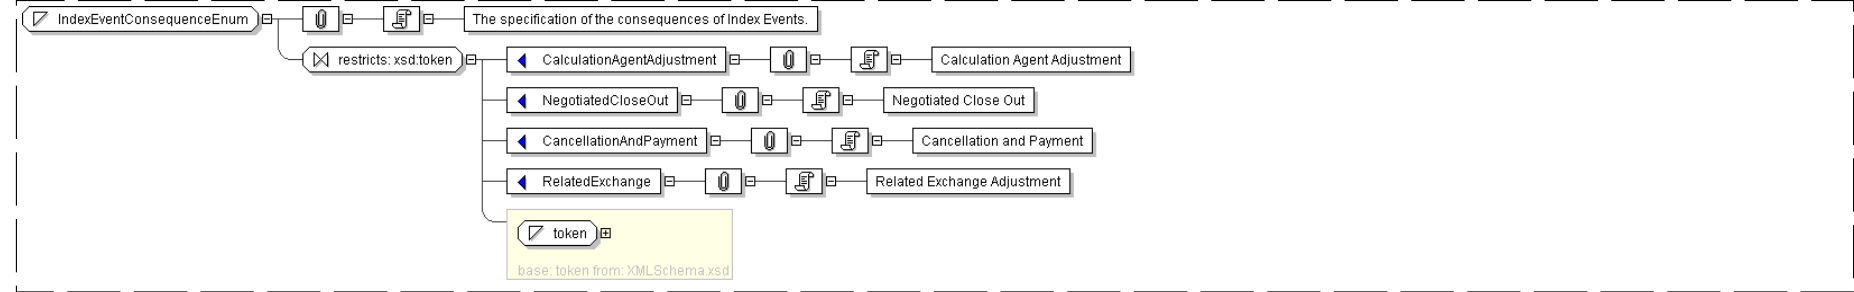 IndexEventConsequenceEnum The specification of the consequences of Index Events.
restricts: xsd:token CalculationAgentAdjustment Calculation Agent Adjustment
NegotiatedCloseOut Negotiated Close Out
CancellationAndPayment Cancellation and Payment
RelatedExchange Related Exchange Adjustment
token
base: token from: XMLSchema.xsd